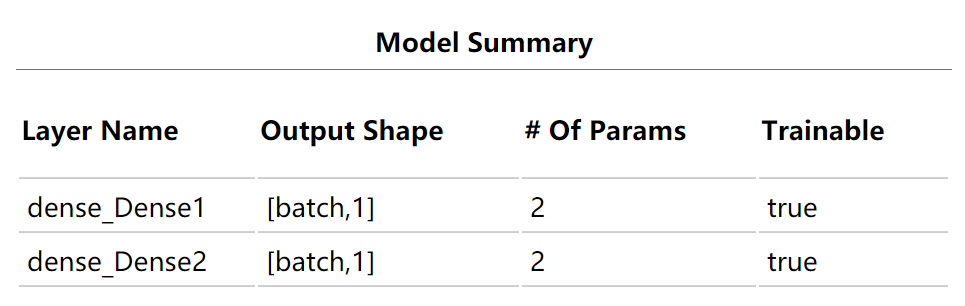 Model Summary
Layer Name Output Shape # Of Params Trainable
dense_Dense1 [batch,1] 2 true
dense_Dense2 [batch,1] 2 true